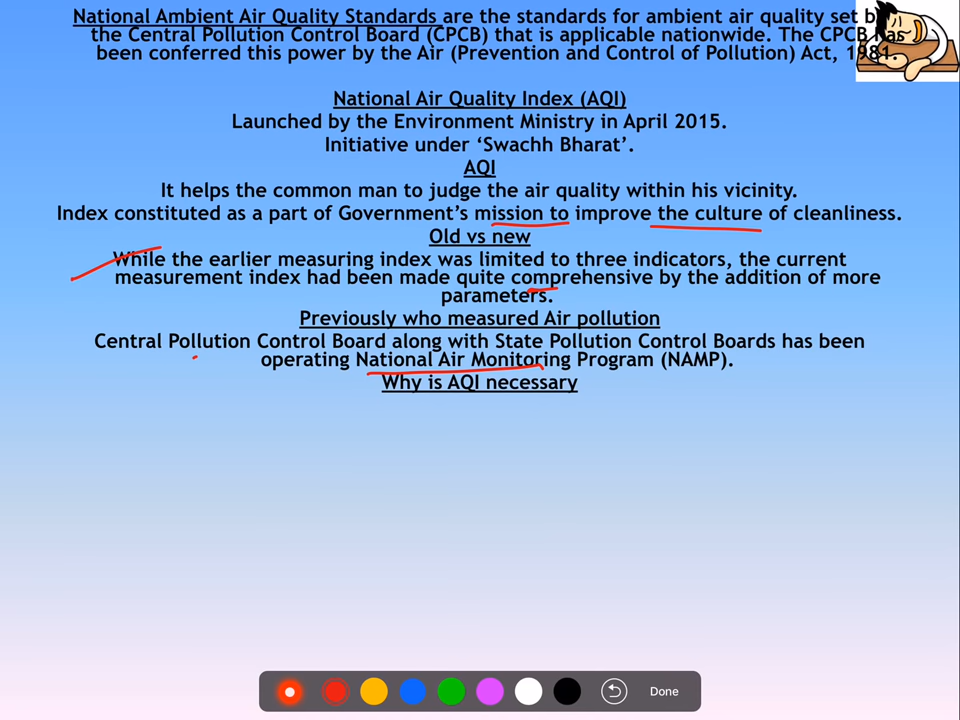 National Ambient Air Quality Standards are the standards for ambient air quality set
the Central Pollution Control Board (CPCB) that is applicable nationwide. The CPCB has
been conferred this power by the Air (Prevention and Control of Pollution) Act, 1981.
National Air Quality Index (AQI)
Launched by the Environment Ministry in April 2015.
Initiative under ‘Swachh Bharat’.
AQI
It helps the common man to judge the air quality within his vicinity.
Index constituted as a part of Government’s mission to improve the culture of cleanliness.
Old vs new
While the earlier measuring index was limited to three indicators, the current
measurement index had been made quite comprehensive by the addition of more
parameters.
Previously who measured Air pollution
Central Pollution Control Board along with State Pollution Control Boards has been
operating National Air Monitoring Program (NAMP).
Why is AQI necessary
Done